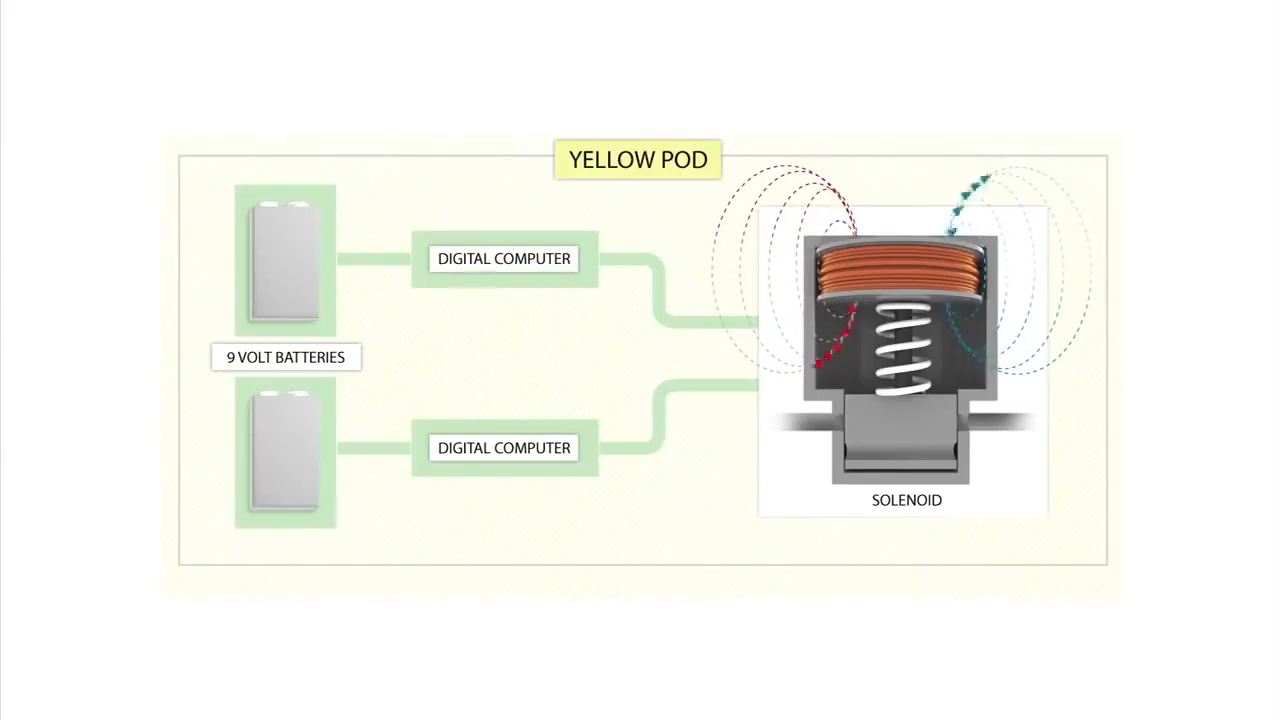 YELLOW POD
DIGITAL COMPUTER
9 VOLT BATTERIES
DIGITAL COMPUTER
SOLENOID